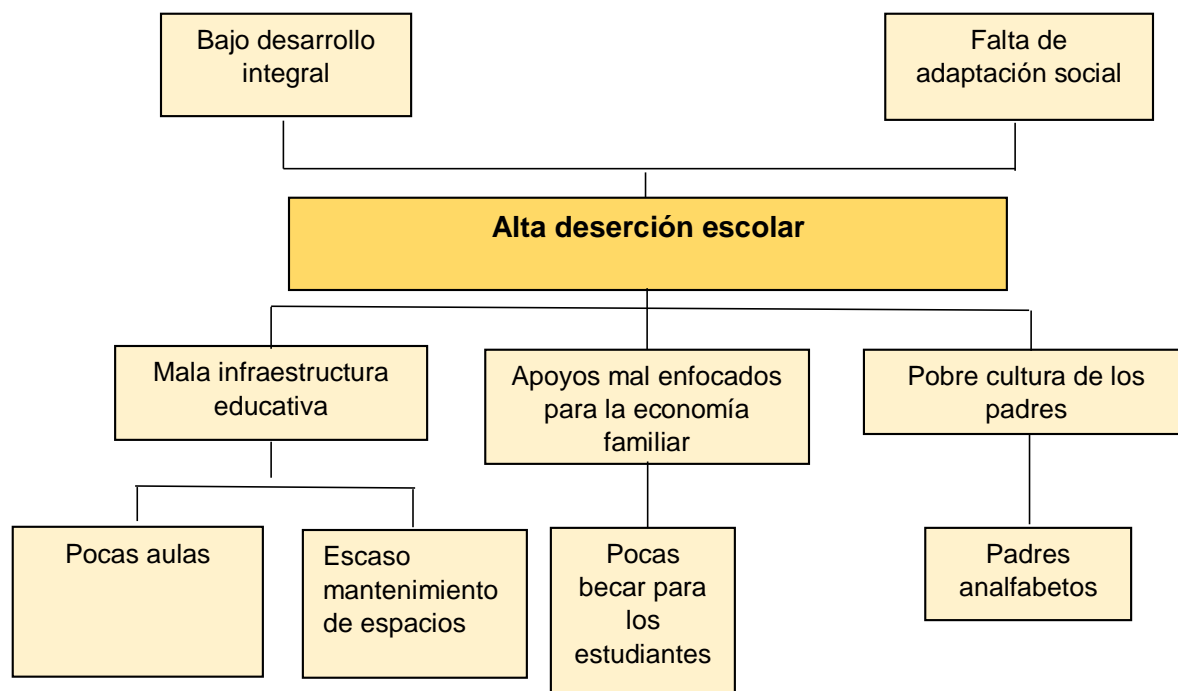 Bajo desarrollo
integral
Falta de
adaptación social
Alta deserción escolar
Mala infraestructura
educativa
Apoyos mal enfocados
para la economía
familiar
Pobre cultura de los
padres
Pocas aulas
Escaso
mantenimiento
de espacios
Pocas
becar para
los
estudiantes
Padres
analfabetos